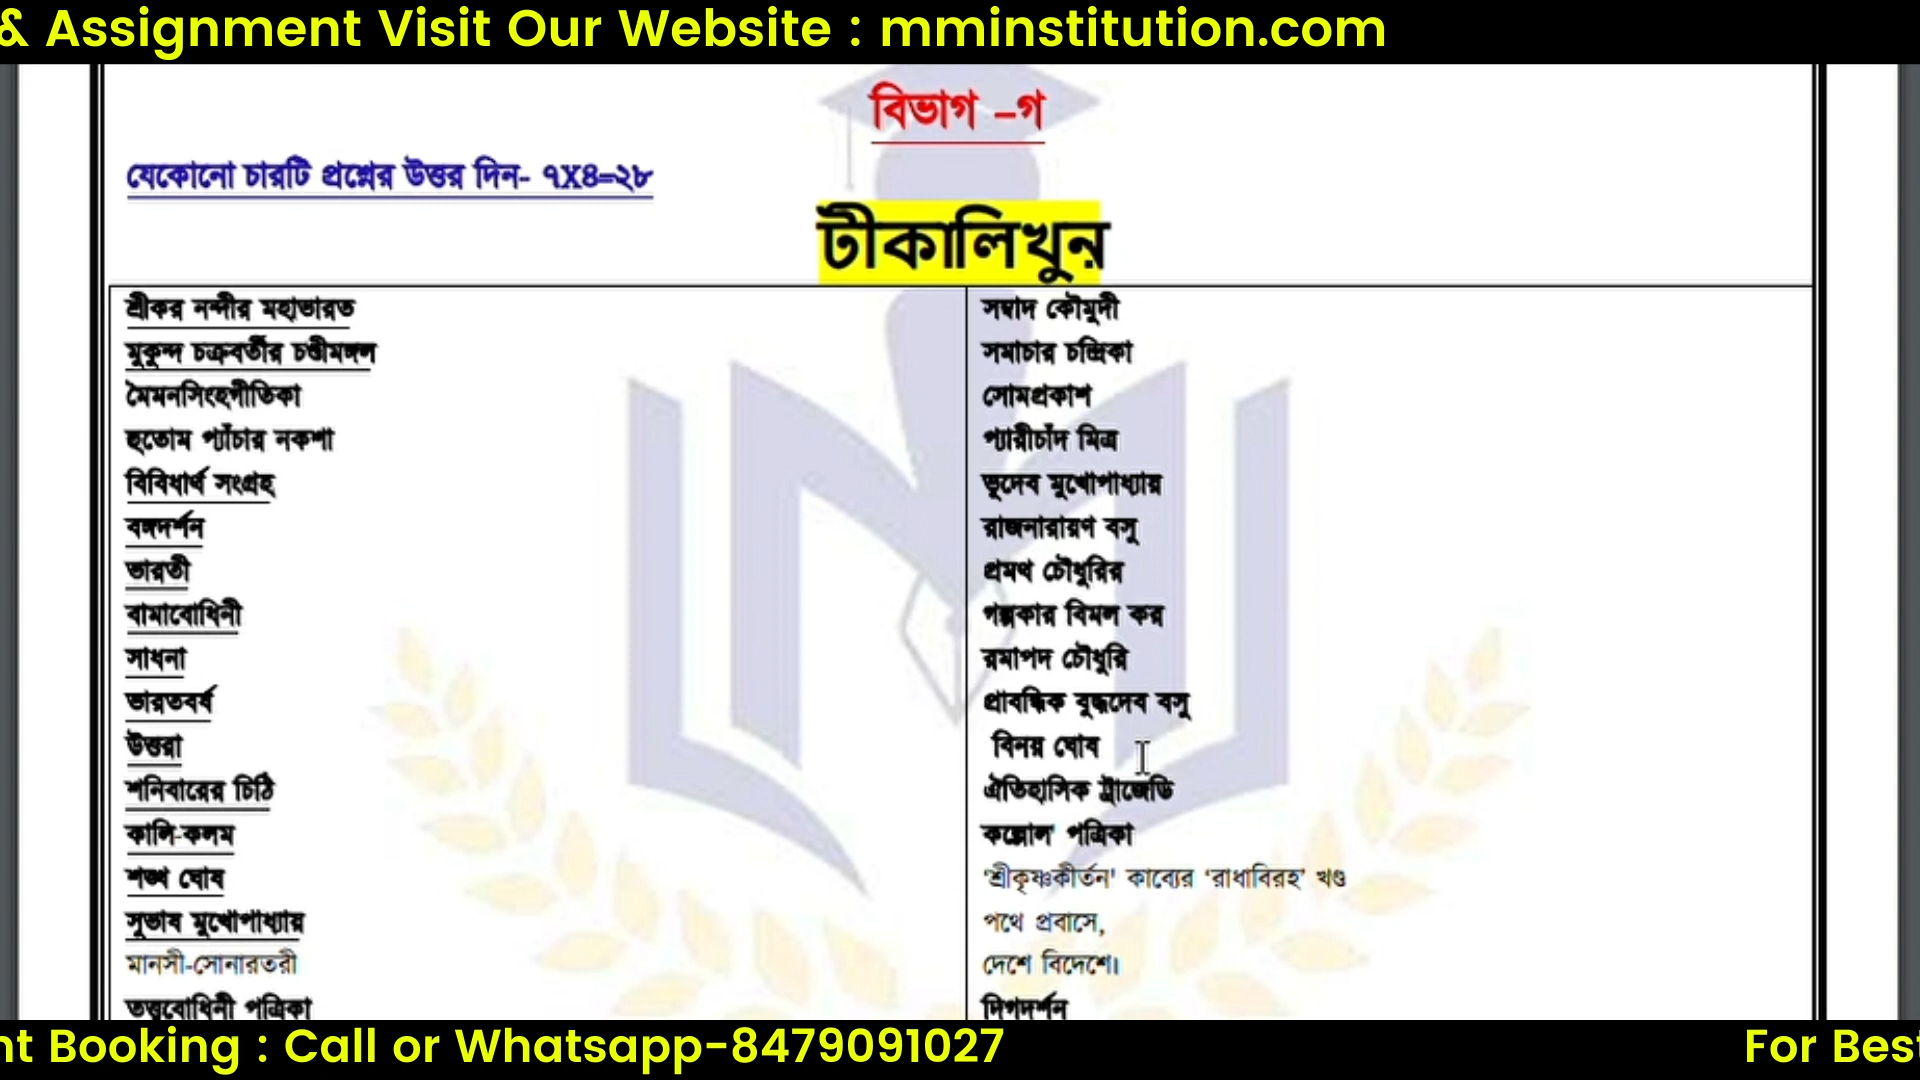 & Assignment Visit Our Website : mminstitution.com
বিভাগ –গ
যেকোনো চারটি প্রশ্নের উত্তর দিন- ৭X৪=২৮
টীকালিখুন
শ্রীকর নন্দীর মহাভারত
মুকুন্দ চক্রবর্তীর চণ্ডীমঙ্গল
মৈমনসিংহগীতিকা
হুতোম প্যাঁচার নকশা
বিবিধার্থ সংগ্রহ
বঙ্গদর্শন
ভারতী
বামাবোধিনী
সাধনা
ভারতবর্ষ
উত্তরা
শনিবারের চিঠি
কালি-কলম
শঙ্খ ঘোষ
সুভাষ মুখোপাধ্যায়
মানসী-সোনারতরী
তত্ত্ববোধিনী পত্রিকা
সম্বাদ কৌমুদী
সমাচার চন্দ্রিকা
সোমপ্রকাশ
প্যারীচাঁদ মিত্র
ভূদেব মুখোপাধ্যায়
রাজনারায়ণ বসু
প্রমথ চৌধুরির
গল্পকার বিমল কর
রমাপদ চৌধুরি
প্রাবন্ধিক বুদ্ধদেব বসু
বিনয় ঘোষ
ঐতিহাসিক ট্রাজেডি
কল্লোল' পত্রিকা
‘শ্রীকৃষ্ণকীর্তন’ কাব্যের ‘রাধাবিরহ’ খণ্ড
পথে প্রবাসে,
দেশে বিদেশে।
দিগদর্শন
nt Booking : Call or Whatsapp-8479091027
For Best